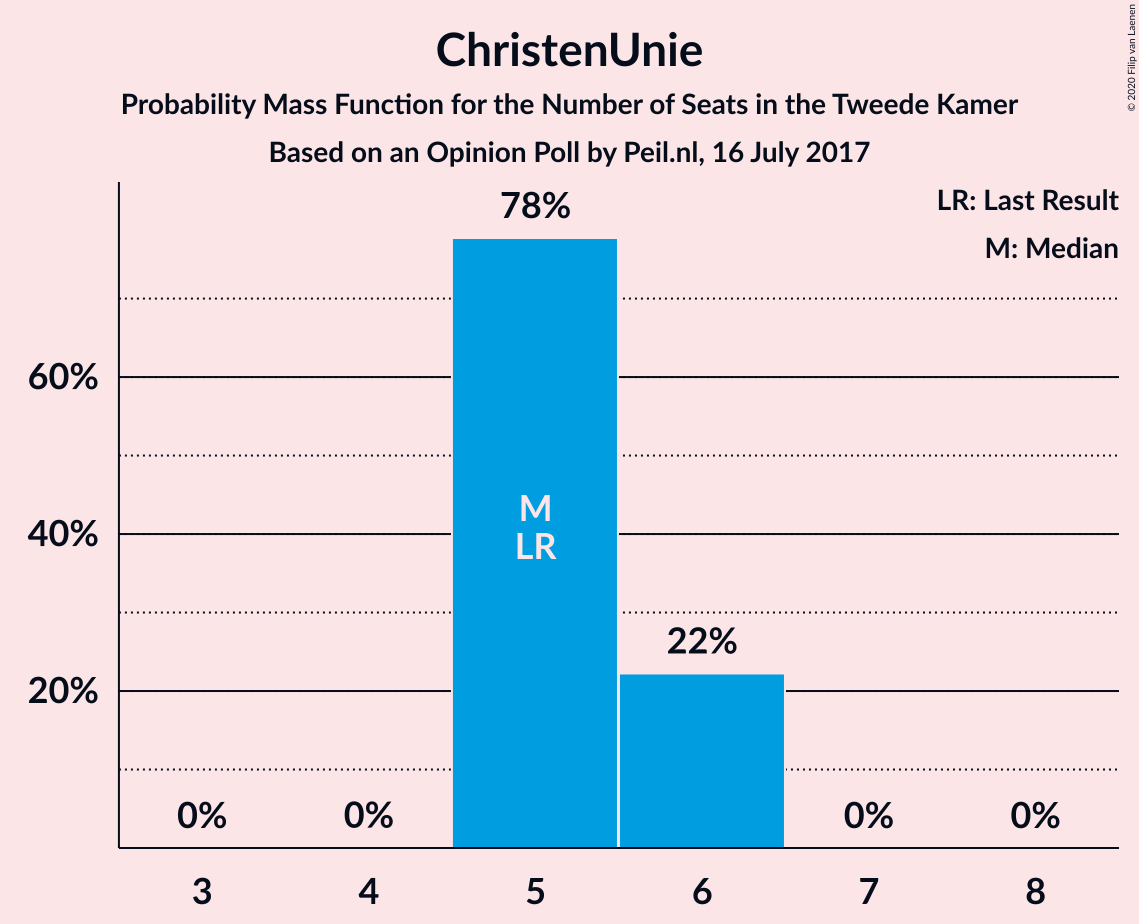 ChristenUnie
Probability Mass Function for the Number of Seats in the Tweede Kamer
Based on an Opinion Poll by Peil.nl, 16 July 2017
© 2020 Filip van Laenen
LR: Last Result
M: Median
78%
60%
M
40%
LR
22%
20%
0%
0%
0%
0%
3
4
5
6
7
8